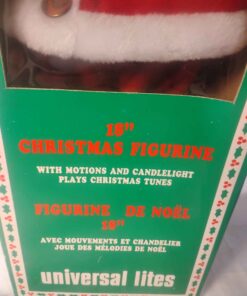 18"
CHRISTMAS FIGURINE
WITH MOTIONS AND CANDLELIGHT
PLAYS CHRISTMAS TUNES
FIGURINE DE NOËL
18"
AVEC MOUVEMENTS ET CHANDELIER
JOUE DES MÉLODIES DE NOËL
universal lites